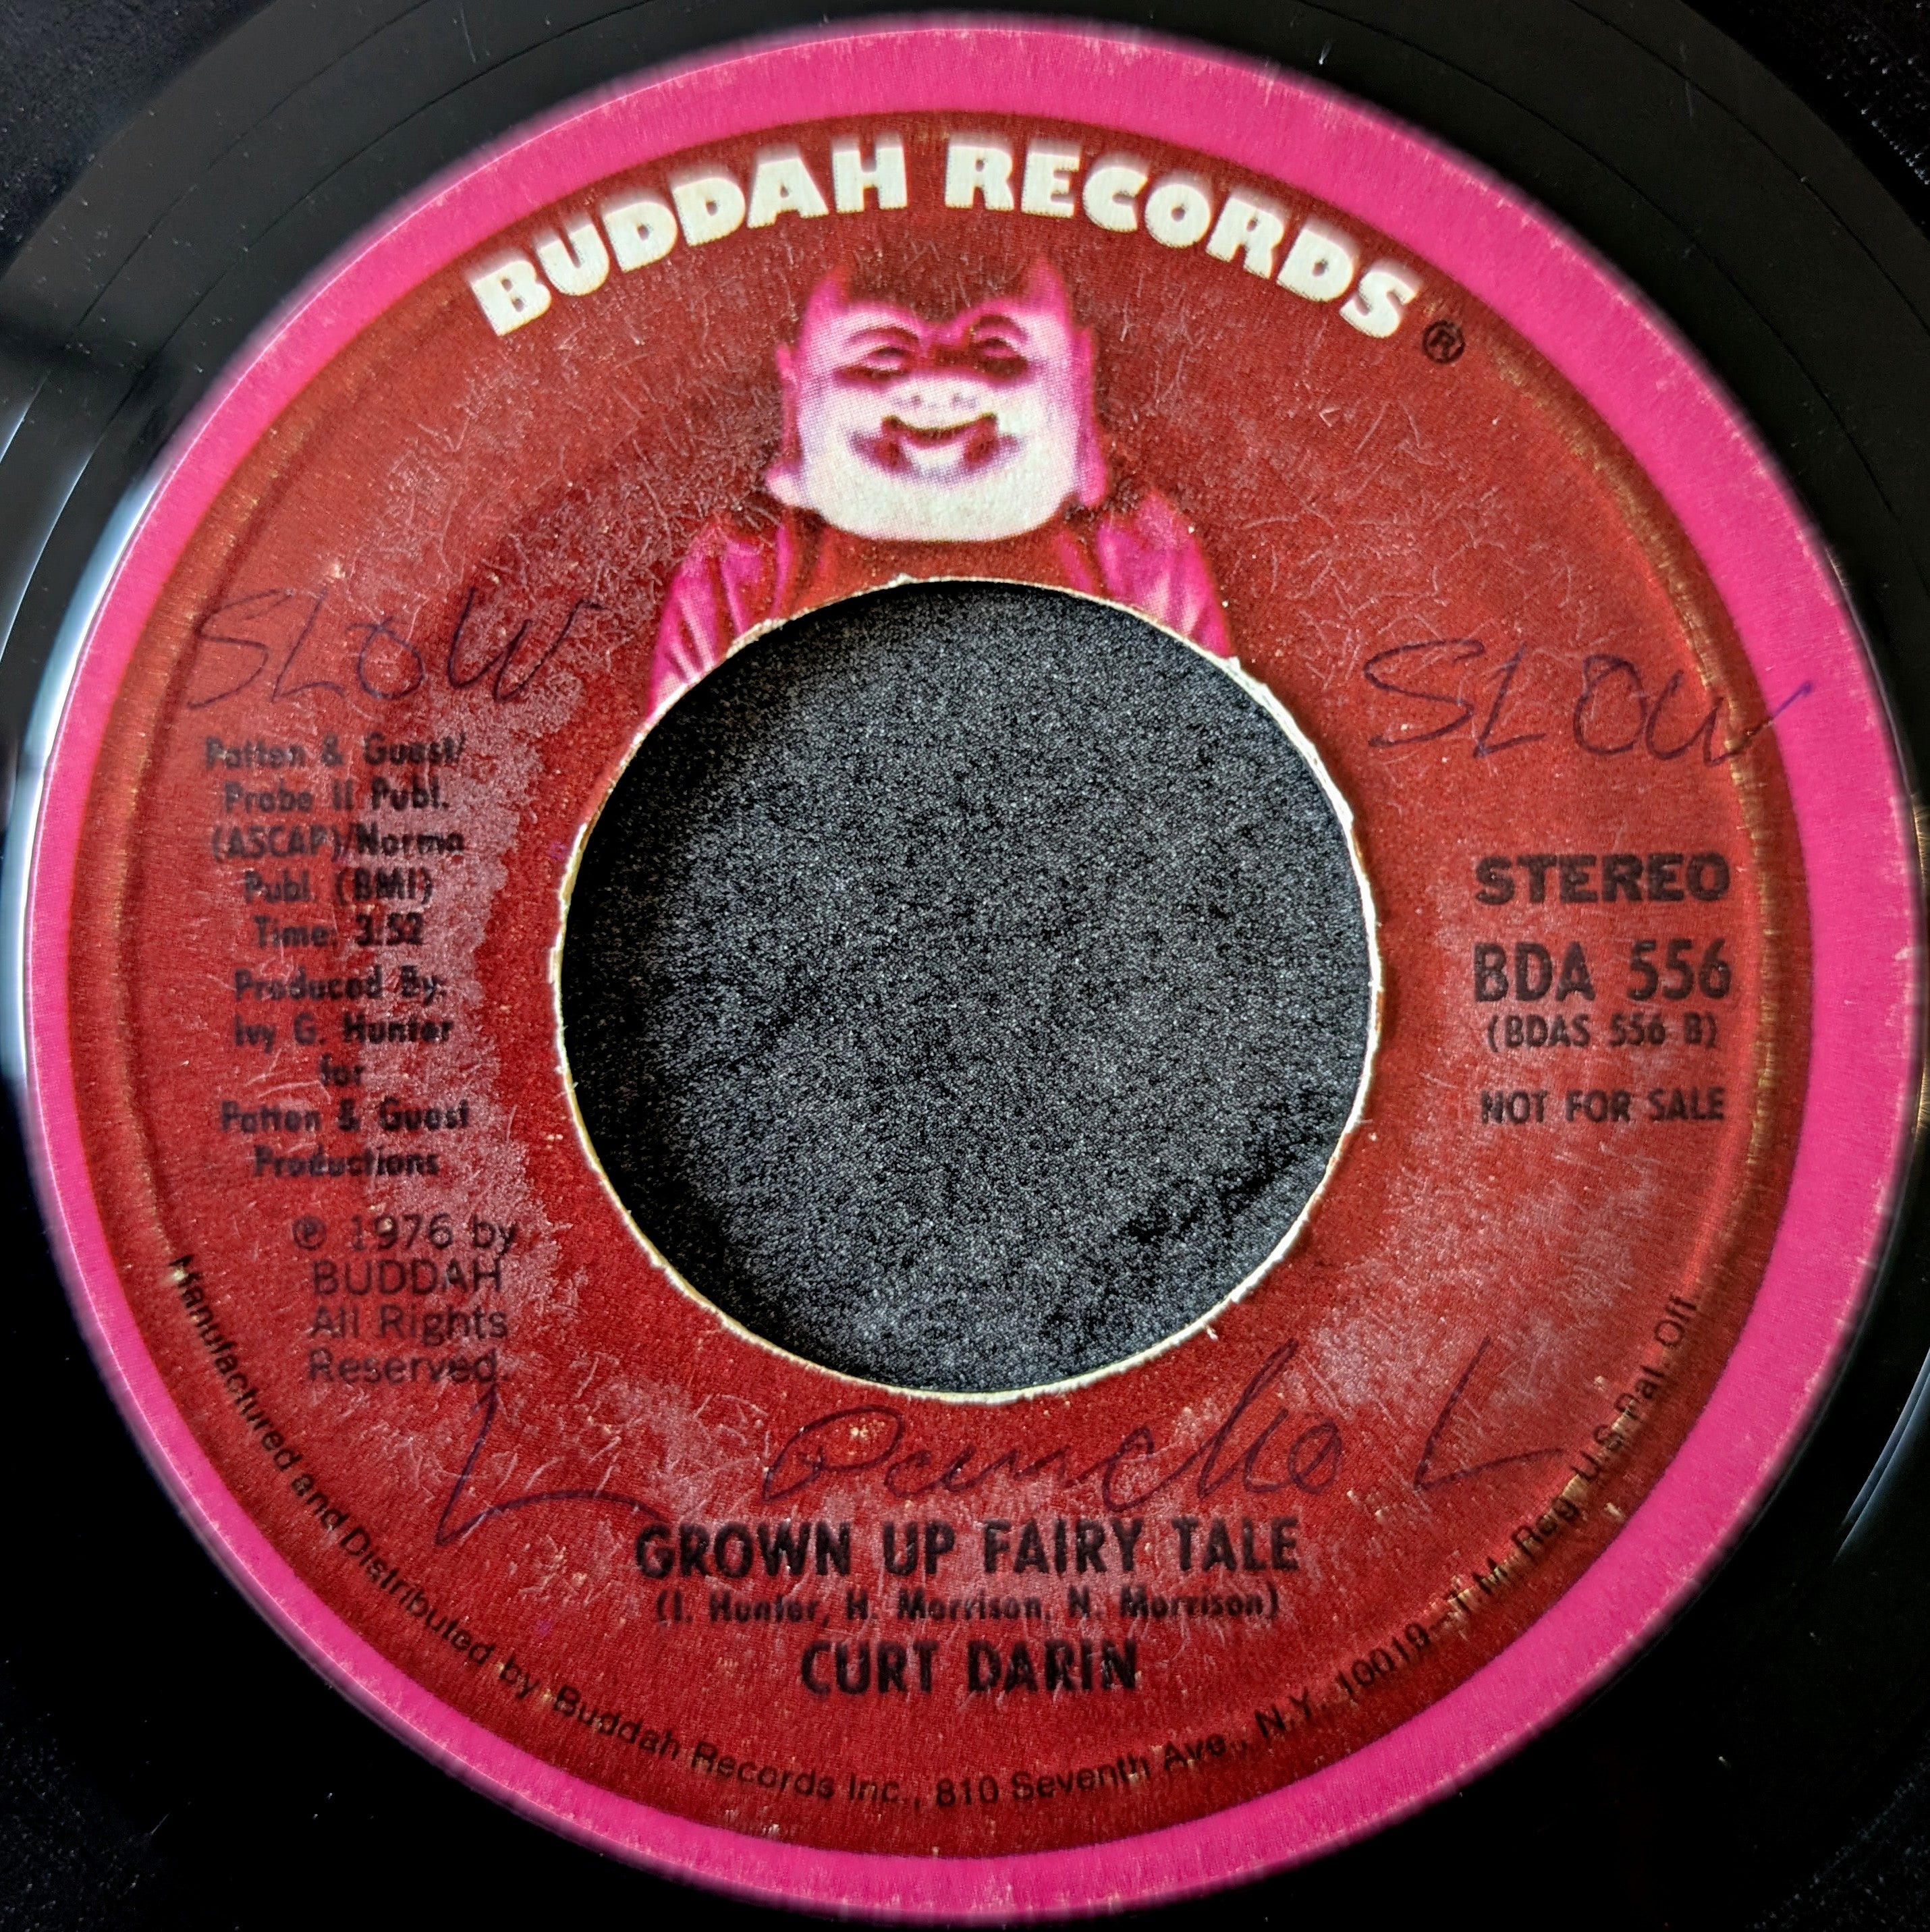 BUDDAH RECORDS ®
SLOW
SLOW
Patten & Guest/
Probe II Publ.
(ASCAP)/Norma
Publ. (BMI)
Time: 3:52
Produced By:
Ivy G. Hunter
for
Patten & Guest
Productions
℗ 1976 by
BUDDAH
All Rights
Reserved.
STEREO
BDA 556
(BDAS 556 B)
NOT FOR SALE
L L
GROWN UP FAIRY TALE
(I. Hunter, H. Morrison, N. Morrison)
CURT DARIN
Manufactured and Distributed by Buddah Records Inc., 810 Seventh Ave., N.Y. 10019—T.M. Reg. U.S. Pat. Off.